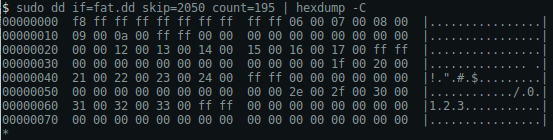 $ sudo dd if=fat.dd skip=2050 count=195 | hexdump -C
00000000  f8 ff ff ff ff ff ff ff  ff ff 06 00 07 00 08 00  |................|
00000010  09 00 0a 00 ff ff 00 00  00 00 00 00 00 00 00 00  |................|
00000020  00 00 12 00 13 00 14 00  15 00 16 00 17 00 ff ff  |................|
00000030  00 00 00 00 00 00 00 00  00 00 00 00 1f 00 20 00  |.............. .|
00000040  21 00 22 00 23 00 24 00  ff ff 00 00 00 00 00 00  |!.".#.$.........|
00000050  00 00 00 00 00 00 00 00  00 00 2e 00 2f 00 30 00  |............/.0.|
00000060  31 00 32 00 33 00 ff ff  00 00 00 00 00 00 00 00  |1.2.3...........|
00000070  00 00 00 00 00 00 00 00  00 00 00 00 00 00 00 00  |................|
*